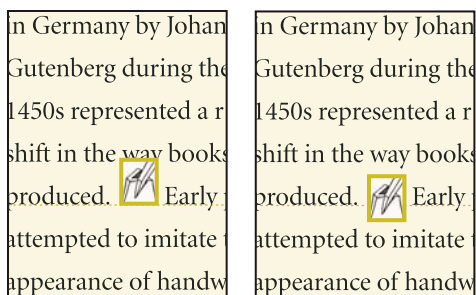 in Germany by Johan
Gutenberg during the
1450s represented a r
shift in the way books
produced. Early
attempted to imitate
appearance of handw
in Germany by Johan
Gutenberg during the
1450s represented a r
shift in the way books
produced. Early
attempted to imitate
appearance of handw